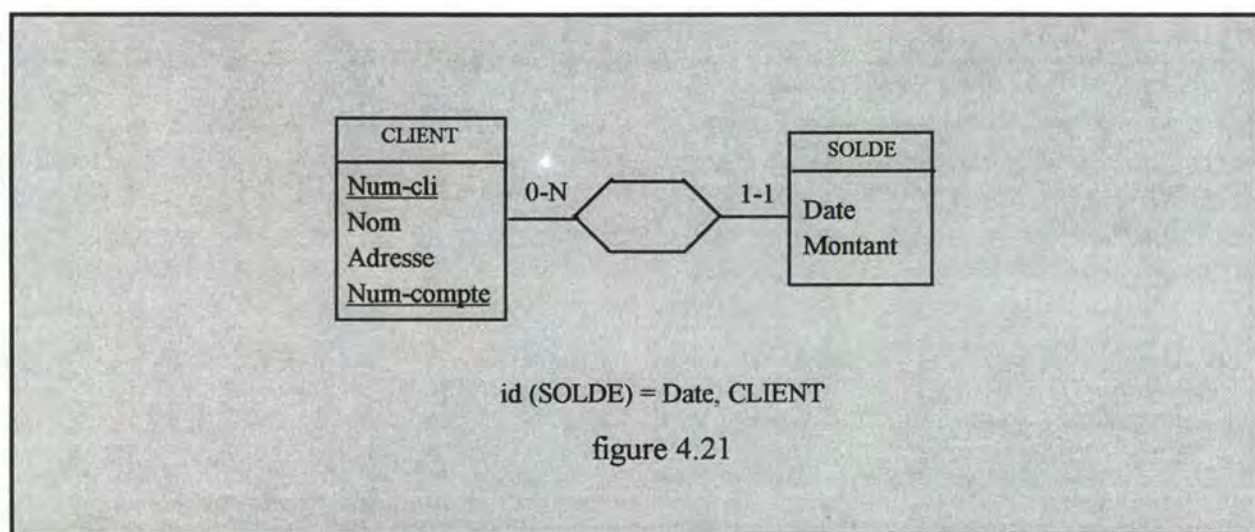 CLIENT
Num-cli
Nom
Adresse
Num-compte
0-N
1-1
SOLDE
Date
Montant
id (SOLDE) = Date, CLIENT
figure 4.21